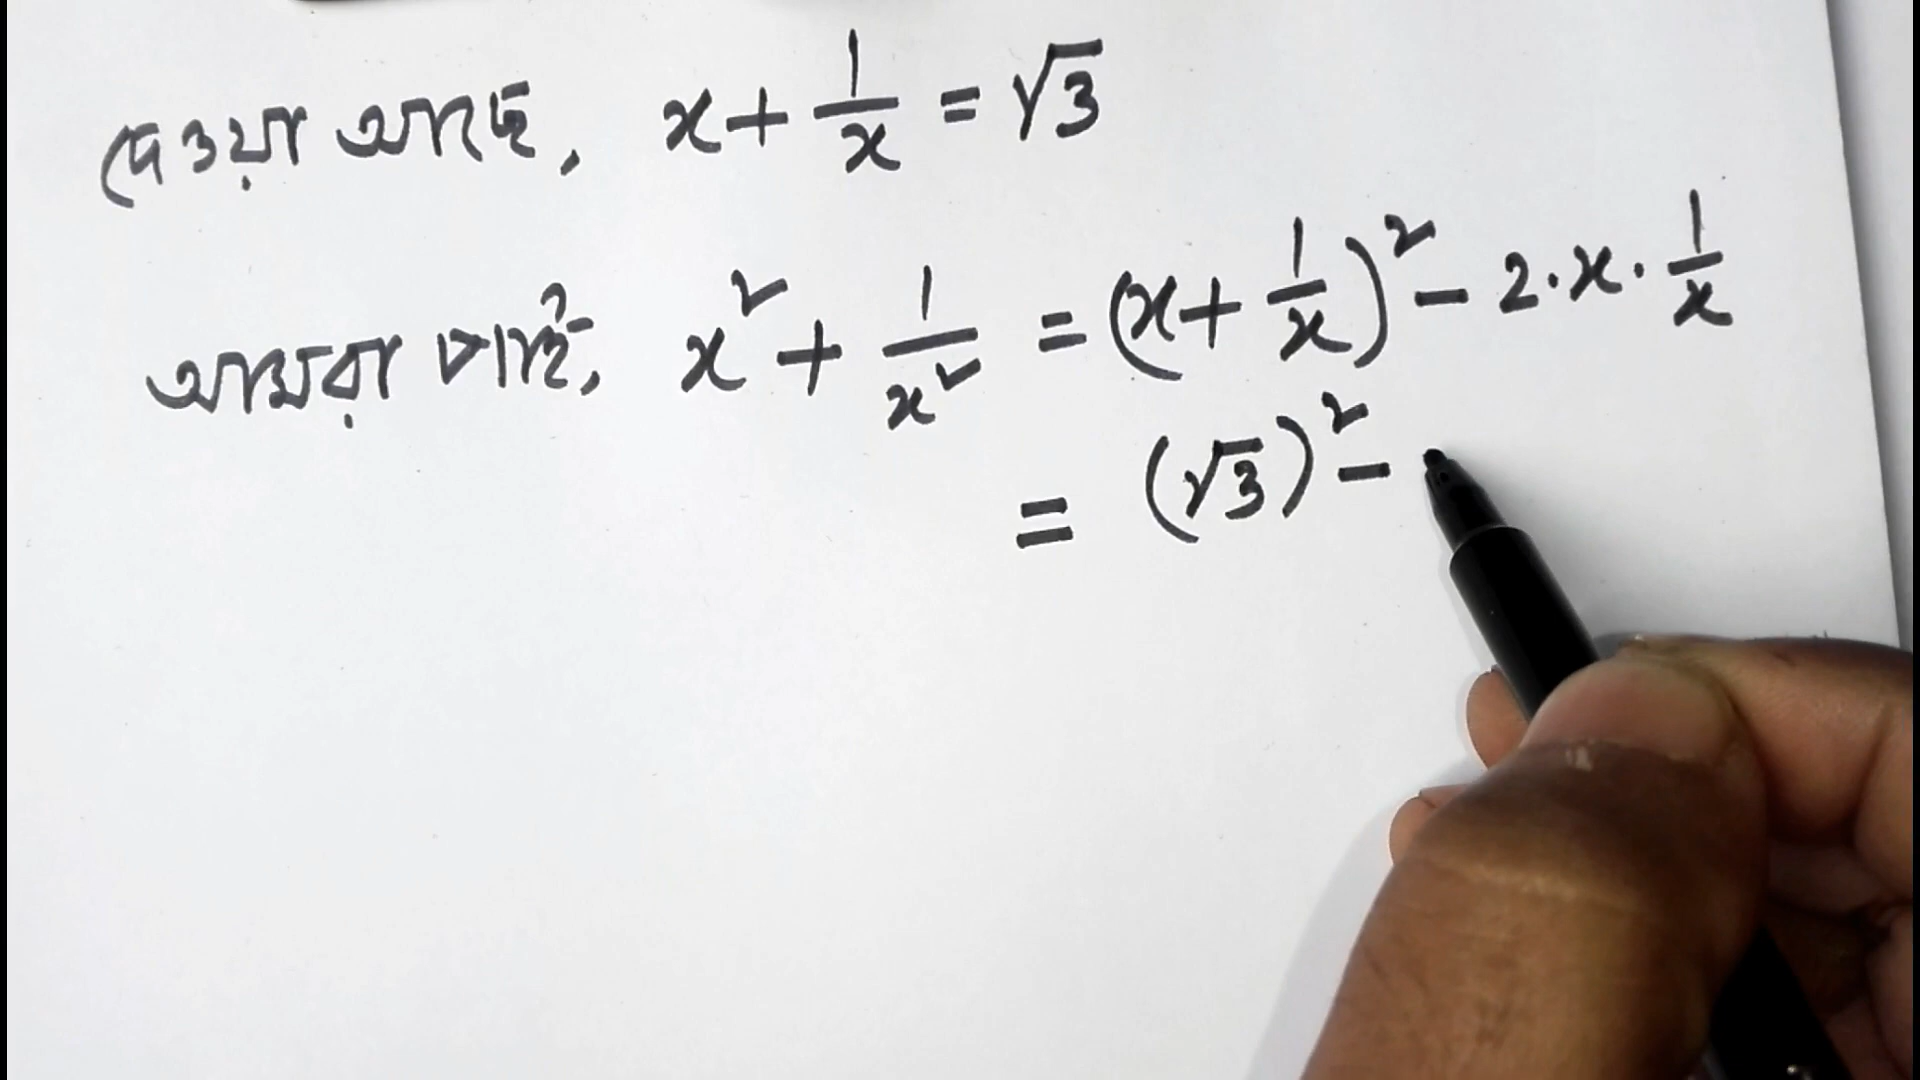 দেওয়া আছে, x + 1/x = √3
আমরা পাই, x² + 1/x² = (x + 1/x)² - 2·x·1/x
= (√3)² -